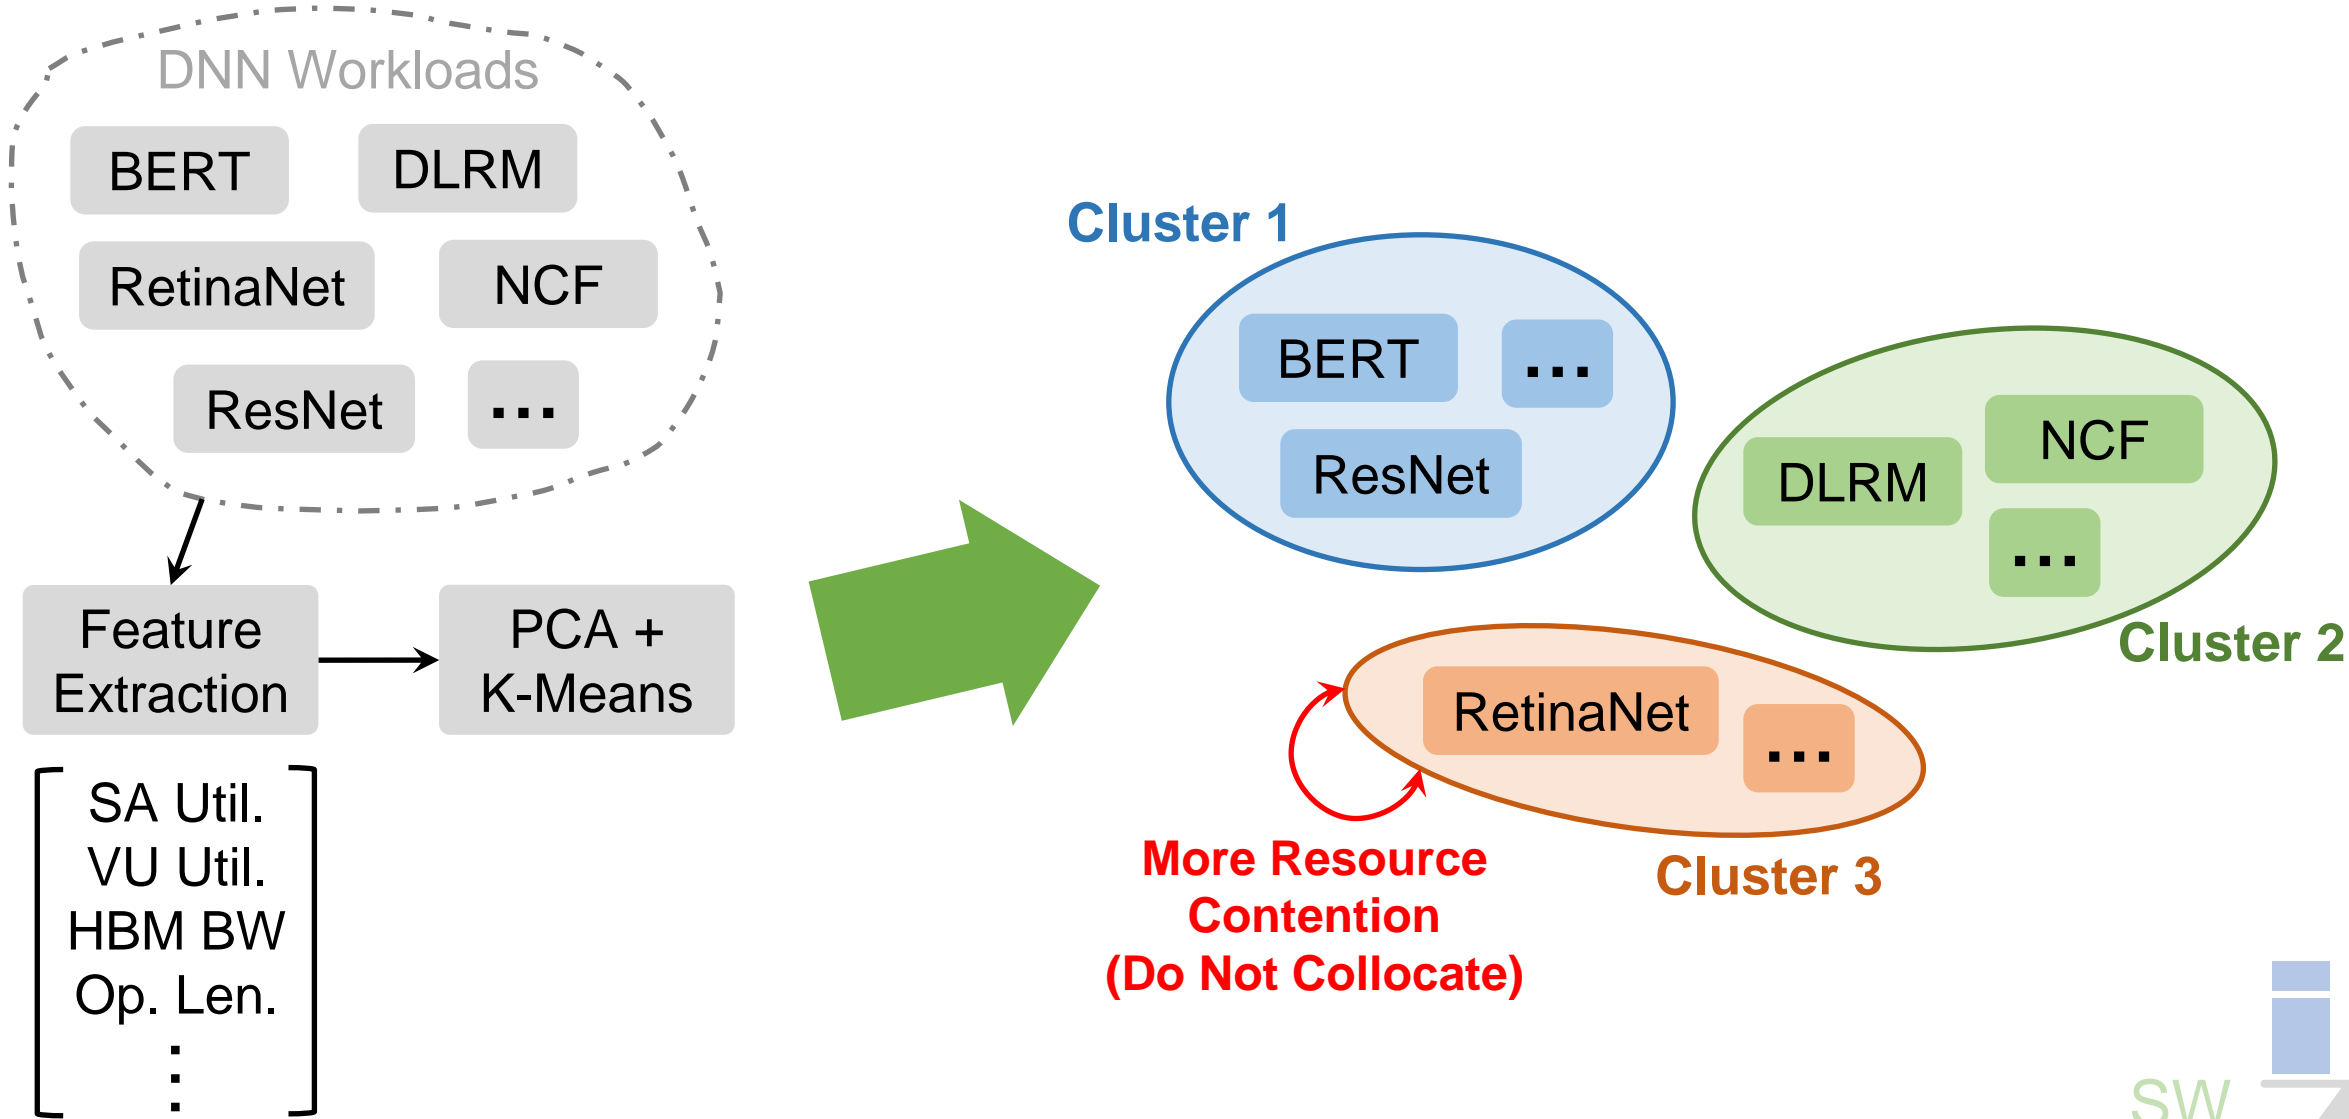 DNN Workloads
BERT
DLRM
RetinaNet
NCF
ResNet
...
Feature
Extraction
PCA +
K-Means
SA Util.
VU Util.
HBM BW
Op. Len.
⋮
Cluster 1
BERT
...
ResNet
NCF
DLRM
...
Cluster 2
RetinaNet
...
Cluster 3
More Resource
Contention
(Do Not Collocate)
SW